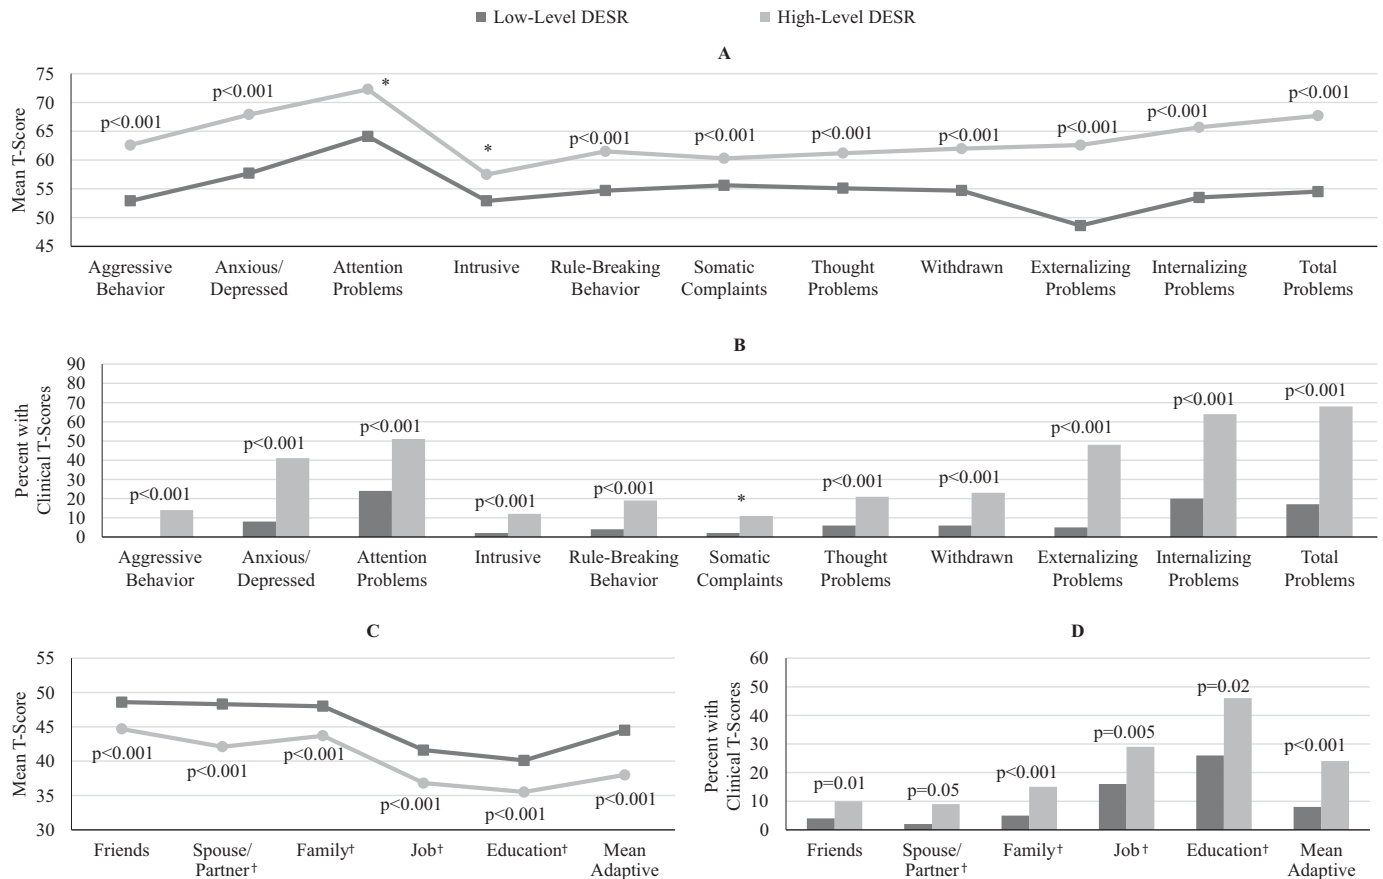 Low-Level DESR
High-Level DESR
A
Mean T-Score
75
70
65
60
55
50
45
p<0.001
p<0.001
*
*
p<0.001
p<0.001
p<0.001
p<0.001
p<0.001
p<0.001
p<0.001
Aggressive
Behavior
Anxious/
Depressed
Attention
Problems
Intrusive
Rule-Breaking
Behavior
Somatic
Complaints
Thought
Problems
Withdrawn
Externalizing
Problems
Internalizing
Problems
Total
Problems
B
Percent with
Clinical T-Scores
90
80
70
60
50
40
30
20
10
0
p<0.001
p<0.001
p<0.001
p<0.001
p<0.001
*
p<0.001
p<0.001
p<0.001
p<0.001
p<0.001
Aggressive
Behavior
Anxious/
Depressed
Attention
Problems
Intrusive
Rule-Breaking
Behavior
Somatic
Complaints
Thought
Problems
Withdrawn
Externalizing
Problems
Internalizing
Problems
Total
Problems
C
Mean T-Score
55
50
45
40
35
30
p<0.001
p<0.001
p<0.001
p<0.001
p<0.001
p<0.001
Friends
Spouse/
Partner†
Family†
Job†
Education†
Mean
Adaptive
D
Percent with
Clinical T-Scores
60
50
40
30
20
10
0
p=0.01
p=0.05
p<0.001
p=0.005
p=0.02
p<0.001
Friends
Spouse/
Partner†
Family†
Job†
Education†
Mean
Adaptive